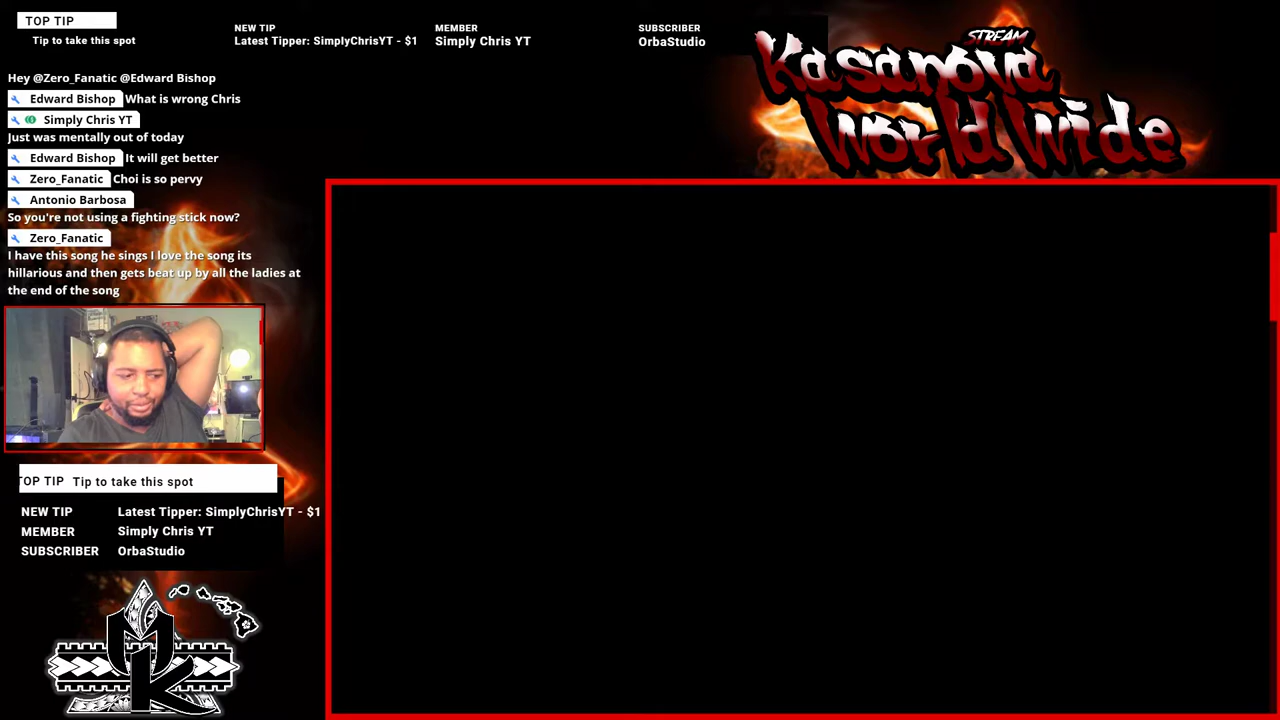 TOP TIP
Tip to take this spot
NEW TIP
Latest Tipper: SimplyChrisYT - $1
MEMBER
Simply Chris YT
SUBSCRIBER
OrbaStudio
STREAM
Kasanova
World Wide
Hey @Zero_Fanatic @Edward Bishop
Edward Bishop What is wrong Chris
Simply Chris YT
Just was mentally out of today
Edward Bishop It will get better
Zero_Fanatic Choi is so pervy
Antonio Barbosa
So you're not using a fighting stick now?
Zero_Fanatic
I have this song he sings I love the song its
hillarious and then gets beat up by all the ladies at
the end of the song
TOP TIP Tip to take this spot
NEW TIP Latest Tipper: SimplyChrisYT - $1
MEMBER Simply Chris YT
SUBSCRIBER OrbaStudio
MK